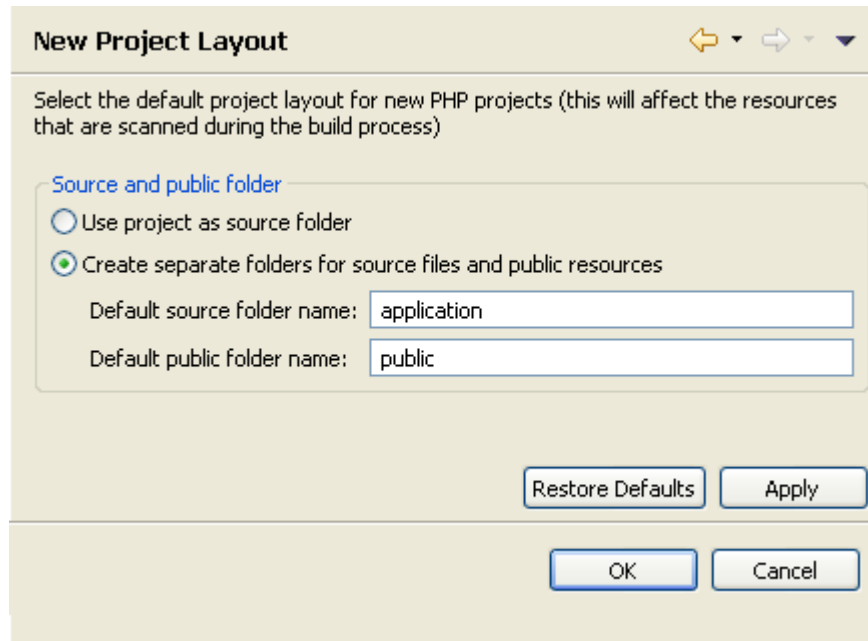 New Project Layout
Select the default project layout for new PHP projects (this will affect the resources
that are scanned during the build process)
Source and public folder
Use project as source folder
Create separate folders for source files and public resources
Default source folder name: application
Default public folder name: public
Restore Defaults Apply
OK Cancel